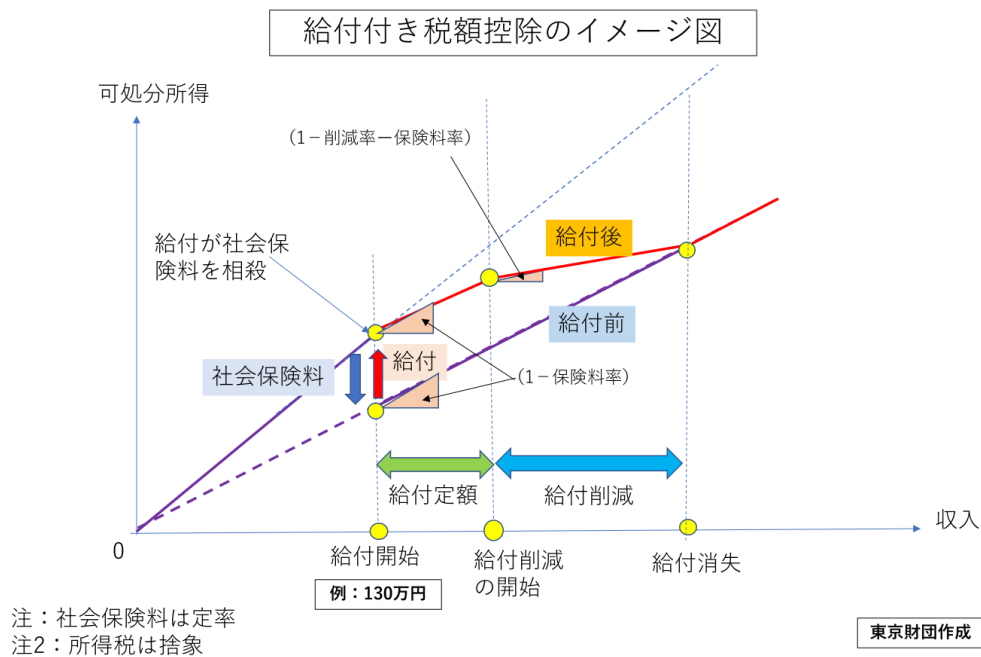 給付付き税額控除のイメージ図
可処分所得
(1－削減率ー保険料率)
給付が社会保
険料を相殺
給付後
給付前
社会保険料
給付
(1－保険料率)
給付定額
給付削減
収入
0
給付開始
給付削減
の開始
給付消失
例：130万円
注：社会保険料は定率
注2：所得税は捨象
東京財団作成